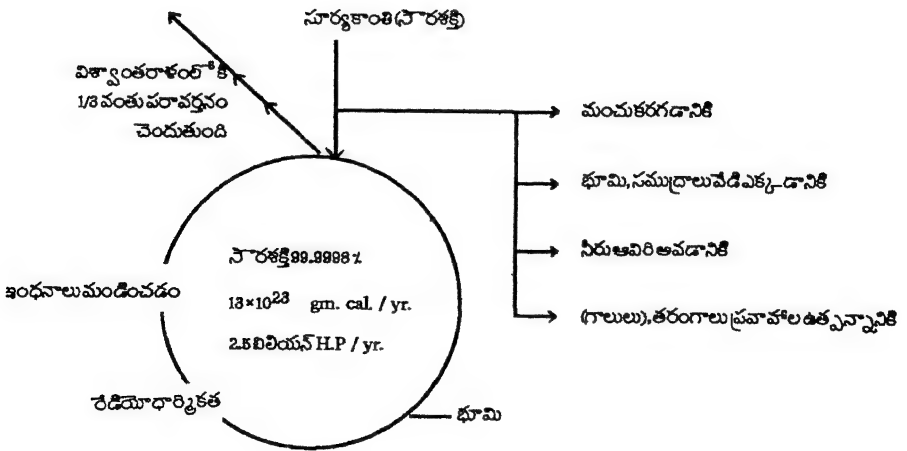 సూర్యకాంతి (సౌరశక్తి)
విశ్వాంతరాళంలోకి
1/3 వంతు పరావర్తనం
చెందుతుంది
మంచు కరగడానికి
భూమి, సముద్రాలు వేడి ఎక్కడానికి
నీరు ఆవిరి అవడానికి
(గాలులు), తరంగాలు ప్రవాహాల ఉత్పన్నానికి
సౌరశక్తి 99.9998%
13×10²³ gm. cal. / yr.
2.5 బిలియన్ H.P / yr.
ఇంధనాలు మండించడం
రేడియోధార్మికత
భూమి